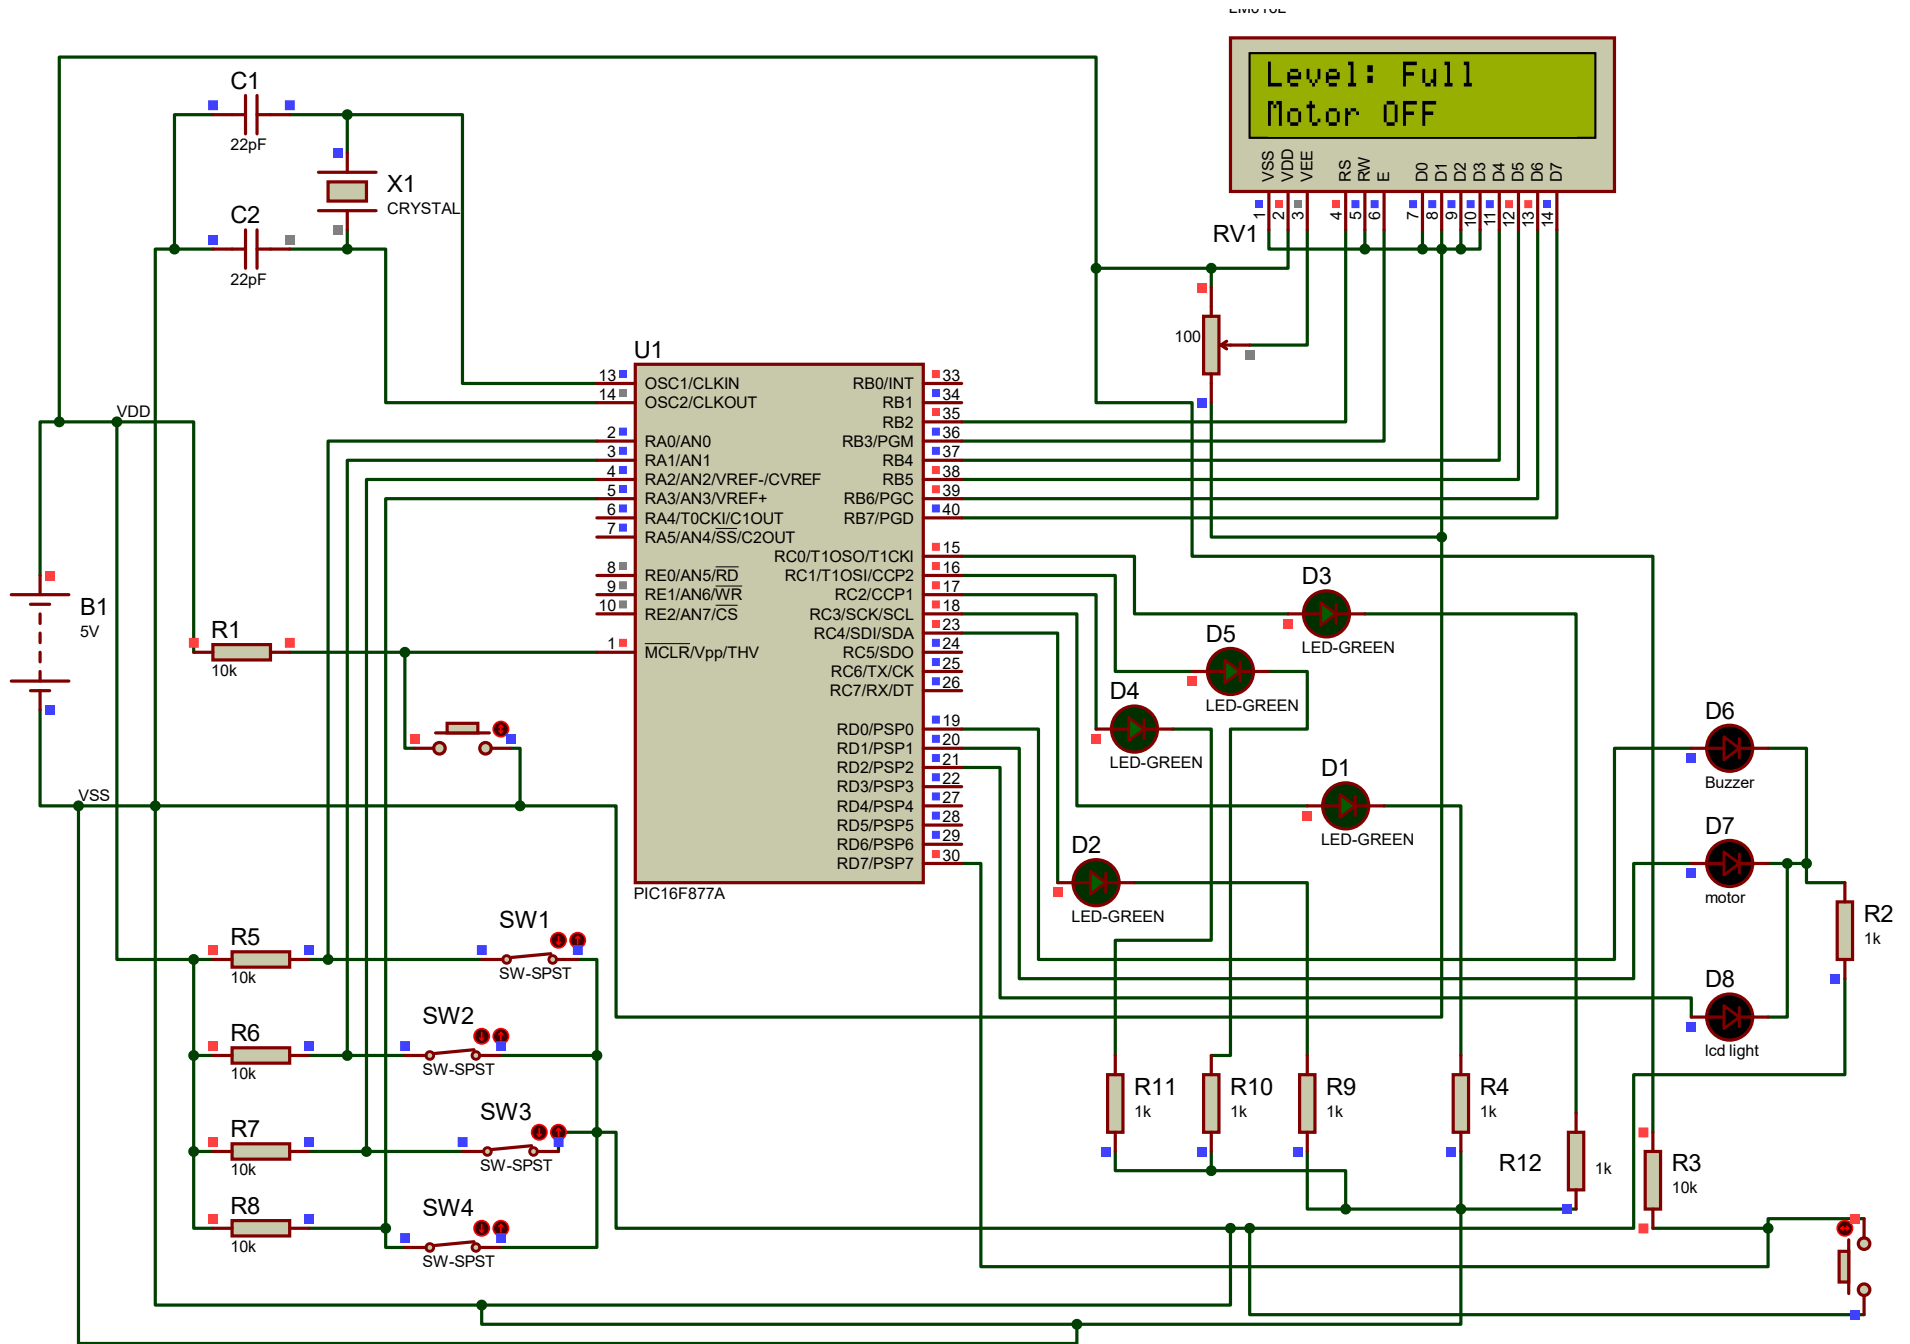 LM016L
Level: Full
Motor OFF
VSS
VDD
VEE
RS
RW
E
D0
D1
D2
D3
D4
D5
D6
D7
1
2
3
4
5
6
7
8
9
10
11
12
13
14
C1
22pF
X1
CRYSTAL
C2
22pF
RV1
100
U1
13
OSC1/CLKIN
14
OSC2/CLKOUT
2
RA0/AN0
3
RA1/AN1
4
RA2/AN2/VREF-/CVREF
5
RA3/AN3/VREF+
6
RA4/T0CKI/C1OUT
7
RA5/AN4/SS/C2OUT
8
RE0/AN5/RD
9
RE1/AN6/WR
10
RE2/AN7/CS
1
MCLR/Vpp/THV
RB0/INT
33
RB1
34
RB2
35
RB3/PGM
36
RB4
37
RB5
38
RB6/PGC
39
RB7/PGD
40
RC0/T1OSO/T1CKI
15
RC1/T1OSI/CCP2
16
RC2/CCP1
17
RC3/SCK/SCL
18
RC4/SDI/SDA
23
RC5/SDO
24
RC6/TX/CK
25
RC7/RX/DT
26
RD0/PSP0
19
RD1/PSP1
20
RD2/PSP2
21
RD3/PSP3
22
RD4/PSP4
27
RD5/PSP5
28
RD6/PSP6
29
RD7/PSP7
30
PIC16F877A
VDD
B1
5V
R1
10k
VSS
D3
LED-GREEN
D5
LED-GREEN
D4
LED-GREEN
D1
LED-GREEN
D2
LED-GREEN
D6
Buzzer
D7
motor
D8
lcd light
R2
1k
R5
10k
SW1
SW-SPST
R6
10k
SW2
SW-SPST
R7
10k
SW3
SW-SPST
R8
10k
SW4
SW-SPST
R11
1k
R10
1k
R9
1k
R4
1k
R12
1k
R3
10k